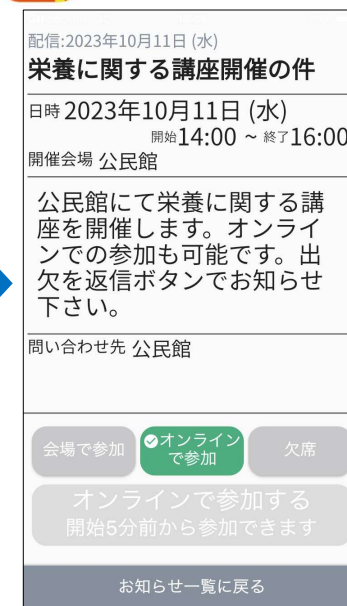 配信:2023年10月11日 (水)
栄養に関する講座開催の件
日時 2023年10月11日 (水)
開始14:00 ~ 終了16:00
開催会場 公民館
公民館にて栄養に関する講
座を開催します。オンライ
ンでの参加も可能です。出
欠を返信ボタンでお知らせ
下さい。
問い合わせ先 公民館
会場で参加
オンライン
で参加
欠席
オンラインで参加する
開始5分前から参加できます
お知らせ一覧に戻る